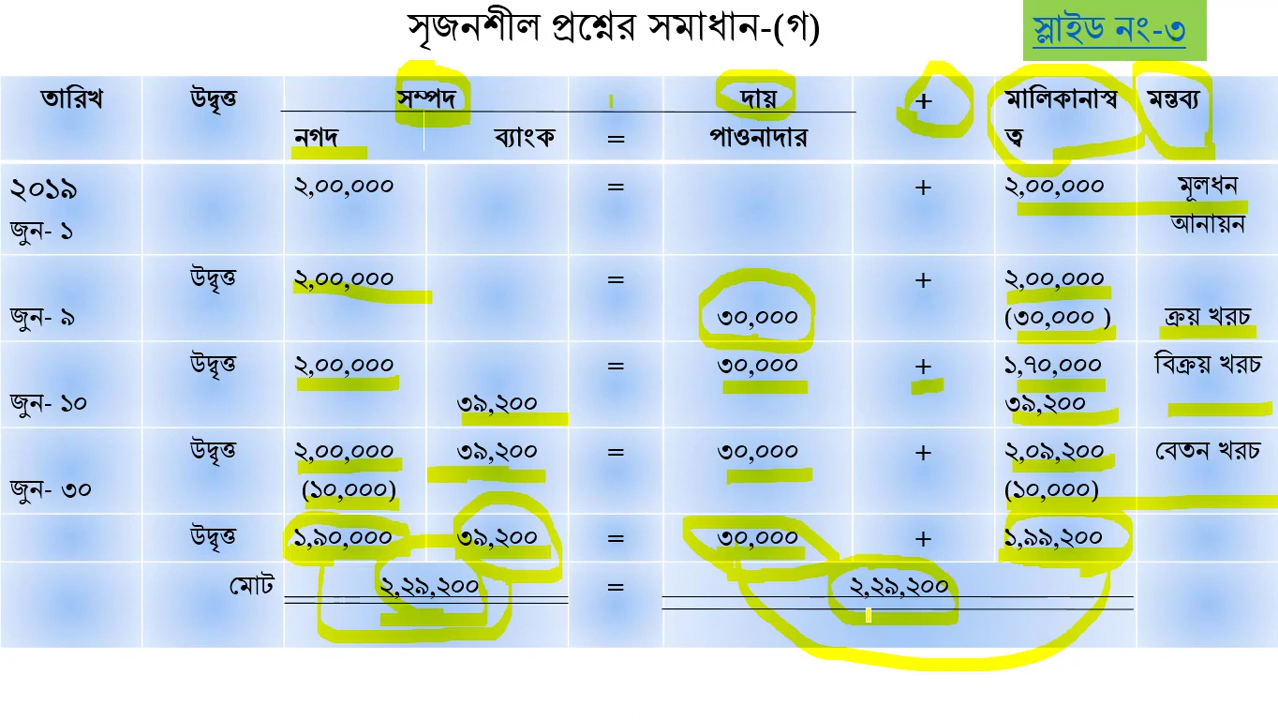 সৃজনশীল প্রশ্নের সমাধান-(গ)
স্লাইড নং-৩
তারিখ উদ্বৃত্ত সম্পদ দায় + মালিকানাস্বত্ব মন্তব্য
নগদ ব্যাংক = পাওনাদার
২০১৯ ২,০০,০০০ = + ২,০০,০০০ মূলধন
জুন- ১ আনায়ন
উদ্বৃত্ত ২,০০,০০০ = + ২,০০,০০০
জুন- ৯ ৩০,০০০ (৩০,০০০ ) ক্রয় খরচ
উদ্বৃত্ত ২,০০,০০০ = ৩০,০০০ + ১,৭০,০০০ বিক্রয় খরচ
জুন- ১০ ৩৯,২০০ ৩৯,২০০
উদ্বৃত্ত ২,০০,০০০ ৩৯,২০০ = ৩০,০০০ + ২,০৯,২০০ বেতন খরচ
জুন- ৩০ (১০,০০০) (১০,০০০)
উদ্বৃত্ত ১,৯০,০০০ ৩৯,২০০ = ৩০,০০০ + ১,৯৯,২০০
মোট ২,২৯,২০০ = ২,২৯,২০০